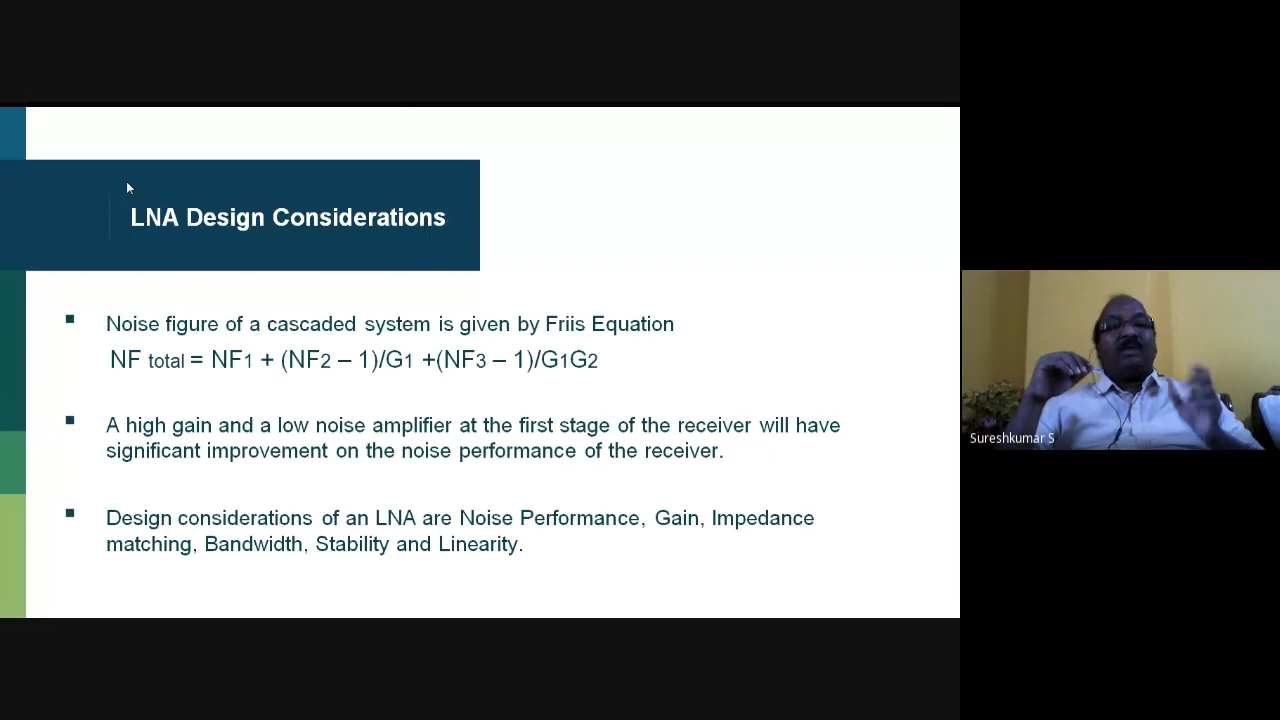 LNA Design Considerations
Noise figure of a cascaded system is given by Friis Equation
NF total = NF1 + (NF2 – 1)/G1 +(NF3 – 1)/G1G2
A high gain and a low noise amplifier at the first stage of the receiver will have
significant improvement on the noise performance of the receiver.
Design considerations of an LNA are Noise Performance, Gain, Impedance
matching, Bandwidth, Stability and Linearity.
Sureshkumar S